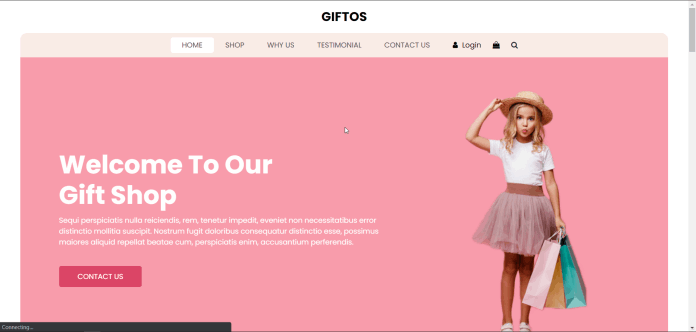 GIFTOS
HOME SHOP WHY US TESTIMONIAL CONTACT US Login
Welcome To Our
Gift Shop
Sequi perspiciatis nulla reiciendis, rem, tenetur impedit, eveniet non necessitatibus error
distinctio mollitia suscipit. Nostrum fugit doloribus consequatur distinctio esse, possimus
maiores aliquid repellat beatae cum, perspiciatis enim, accusantium perferendis.
CONTACT US
Connecting...